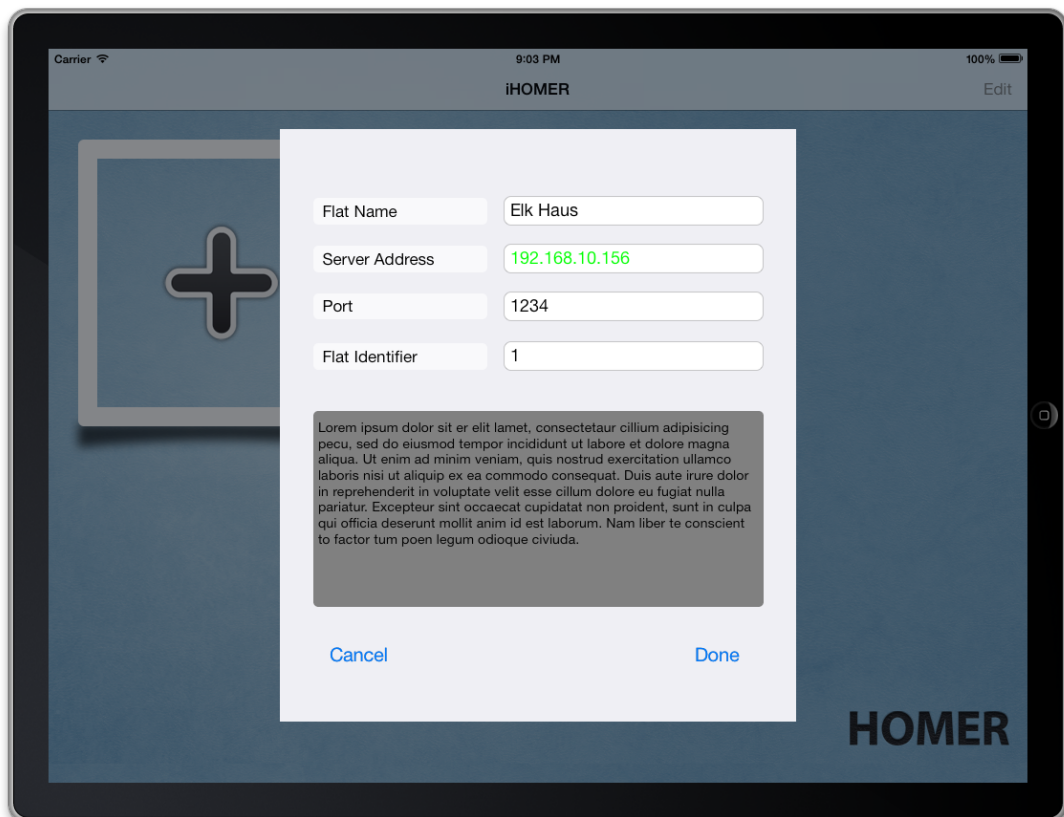 Carrier 9:03 PM 100%
iHOMER Edit
Flat Name Elk Haus
Server Address 192.168.10.156
Port 1234
Flat Identifier 1
Lorem ipsum dolor sit er elit lamet, consectetaur cillium adipisicing
pecu, sed do eiusmod tempor incididunt ut labore et dolore magna
aliqua. Ut enim ad minim veniam, quis nostrud exercitation ullamco
laboris nisi ut aliquip ex ea commodo consequat. Duis aute irure dolor
in reprehenderit in voluptate velit esse cillum dolore eu fugiat nulla
pariatur. Excepteur sint occaecat cupidatat non proident, sunt in culpa
qui officia deserunt mollit anim id est laborum. Nam liber te conscient
to factor tum poen legum odioque civiuda.
Cancel Done
HOMER